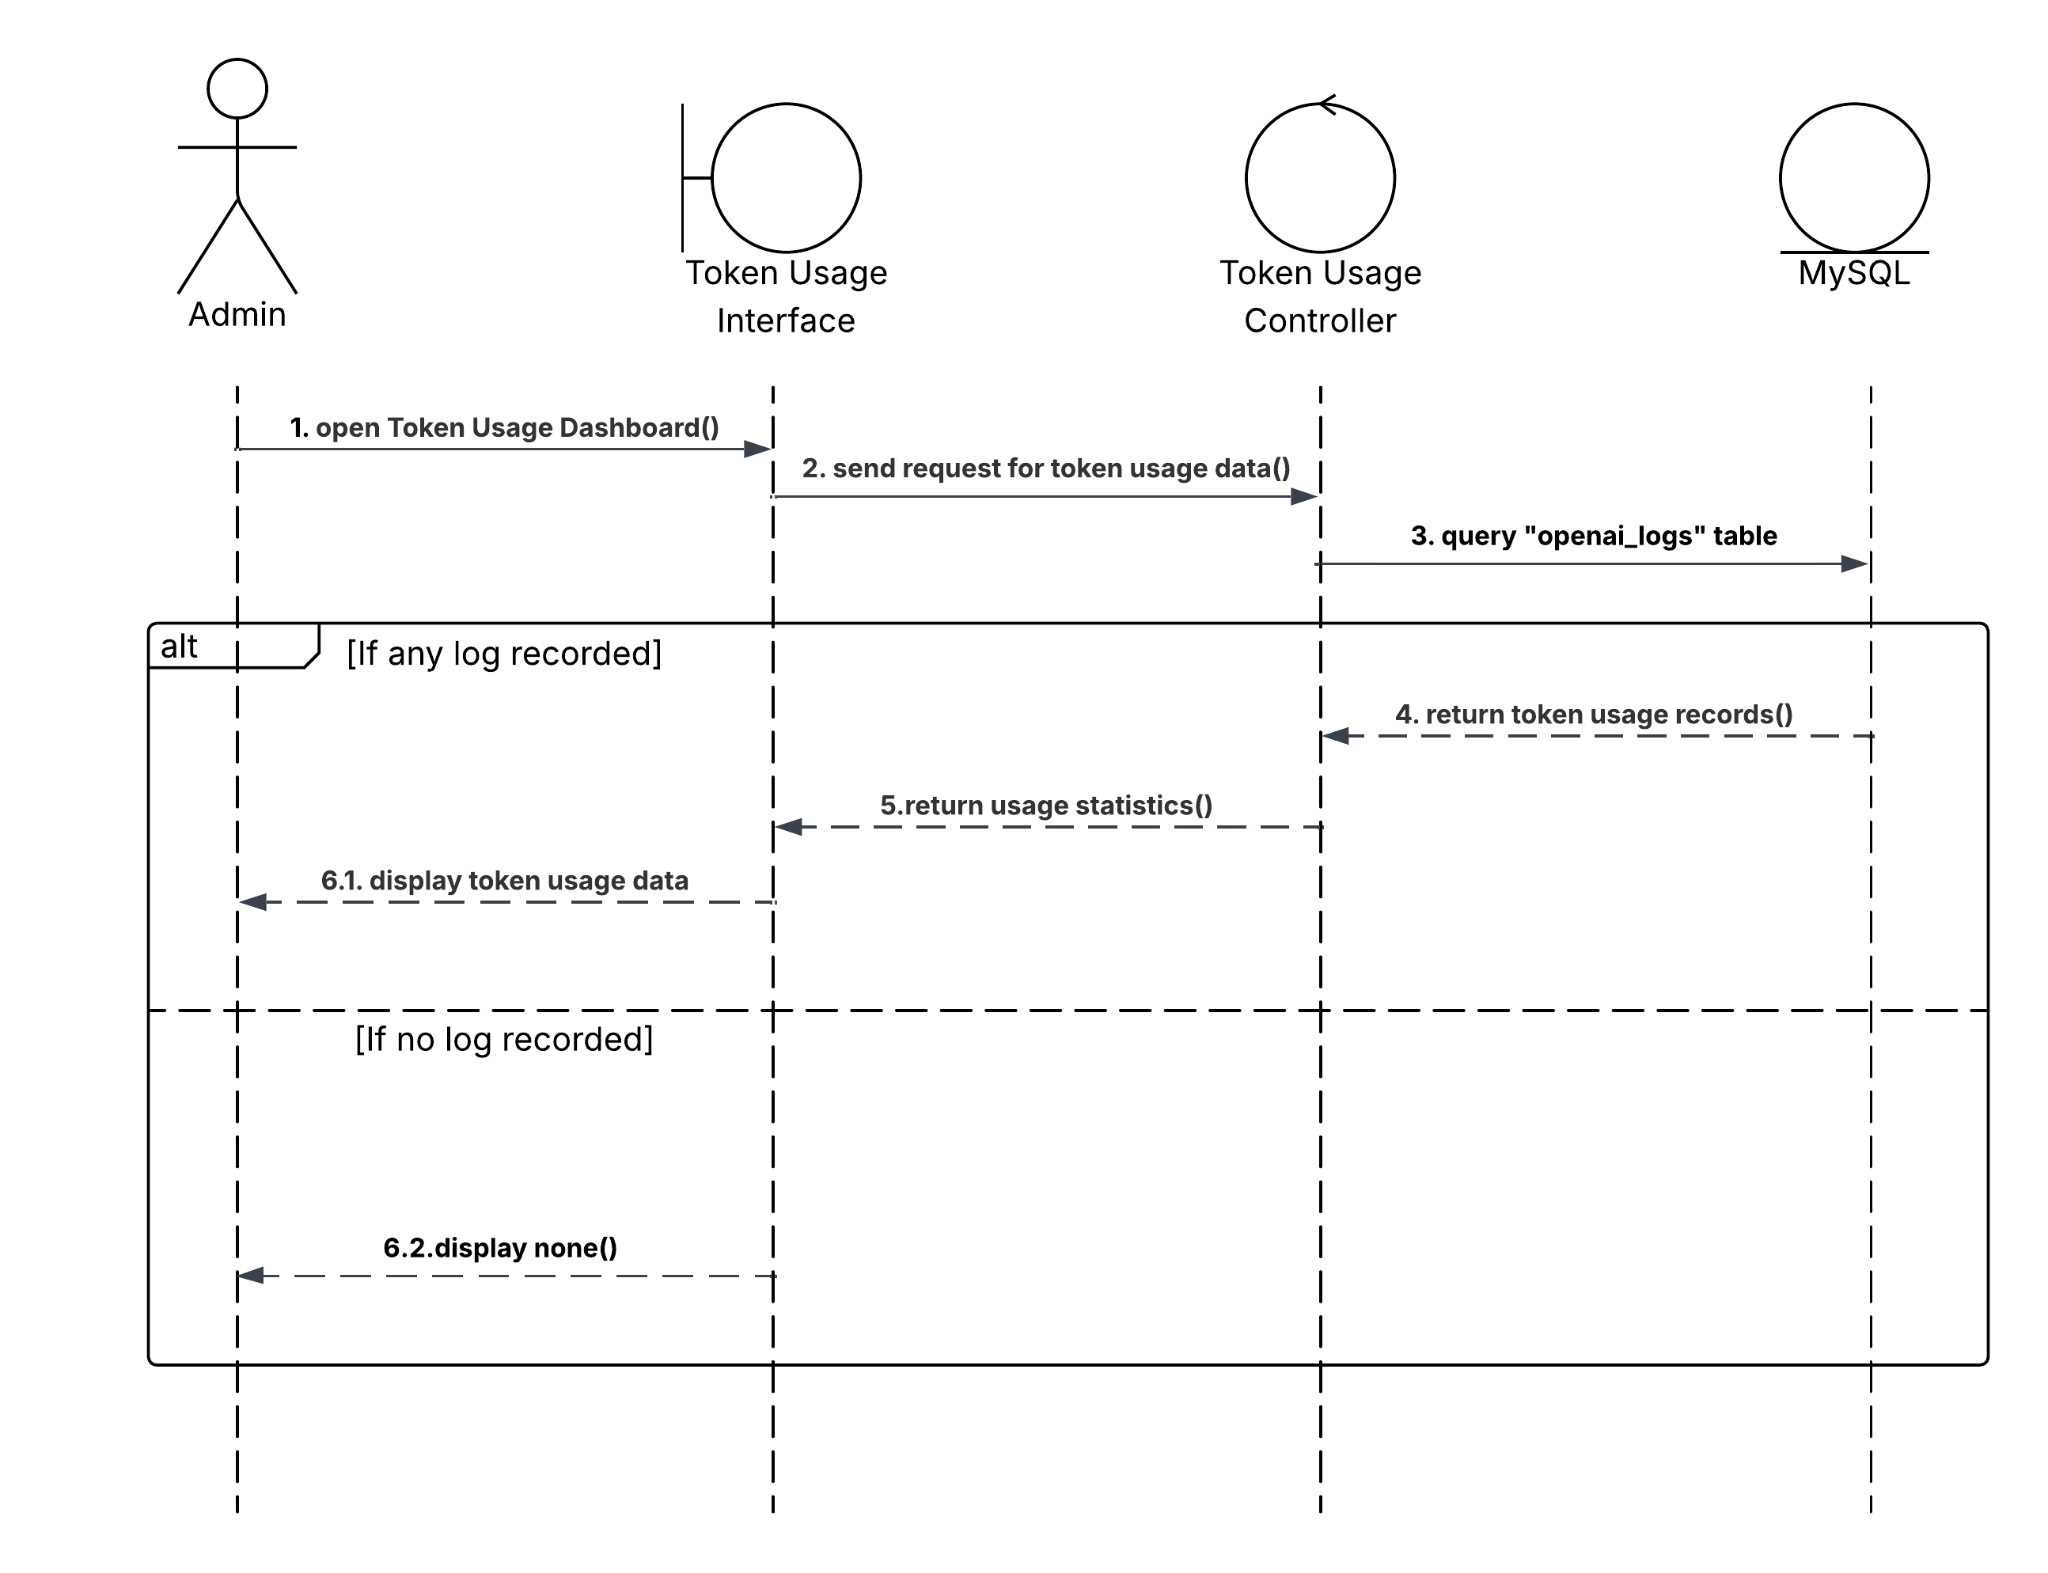 Admin
Token Usage
Interface
Token Usage
Controller
MySQL
1. open Token Usage Dashboard()
2. send request for token usage data()
3. query "openai_logs" table
alt
[If any log recorded]
4. return token usage records()
5.return usage statistics()
6.1. display token usage data
[If no log recorded]
6.2.display none()